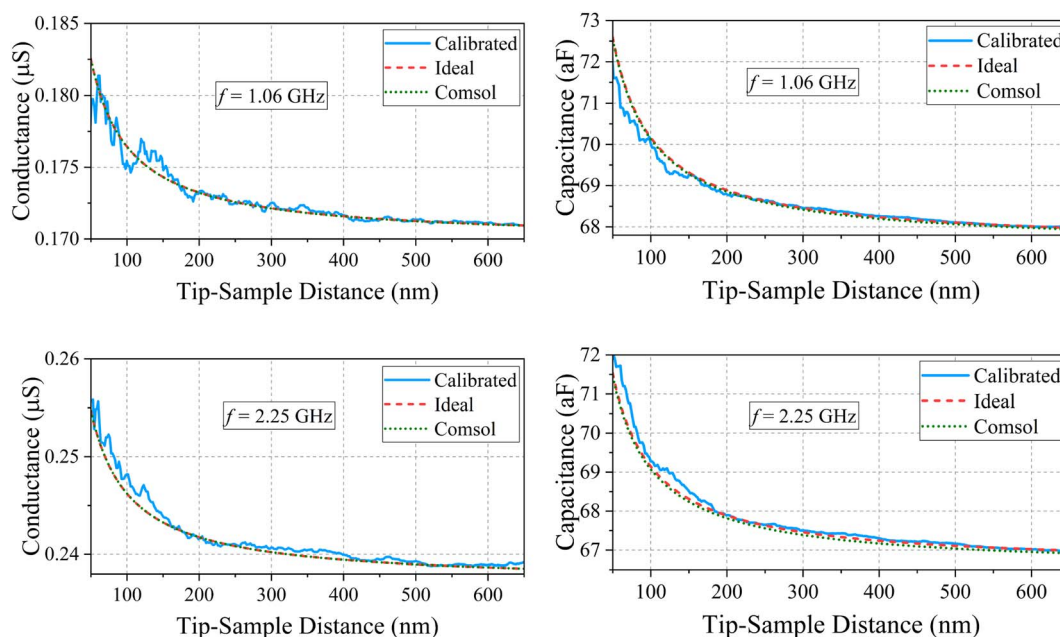 0.185
0.180
0.175
0.170
Conductance (μS)
Calibrated
Ideal
Comsol
f = 1.06 GHz
100 200 300 400 500 600
Tip-Sample Distance (nm)
73
72
71
70
69
68
Capacitance (aF)
Calibrated
Ideal
Comsol
f = 1.06 GHz
100 200 300 400 500 600
Tip-Sample Distance (nm)
0.26
0.25
0.24
Conductance (μS)
Calibrated
Ideal
Comsol
f = 2.25 GHz
100 200 300 400 500 600
Tip-Sample Distance (nm)
72
71
70
69
68
67
Capacitance (aF)
Calibrated
Ideal
Comsol
f = 2.25 GHz
100 200 300 400 500 600
Tip-Sample Distance (nm)